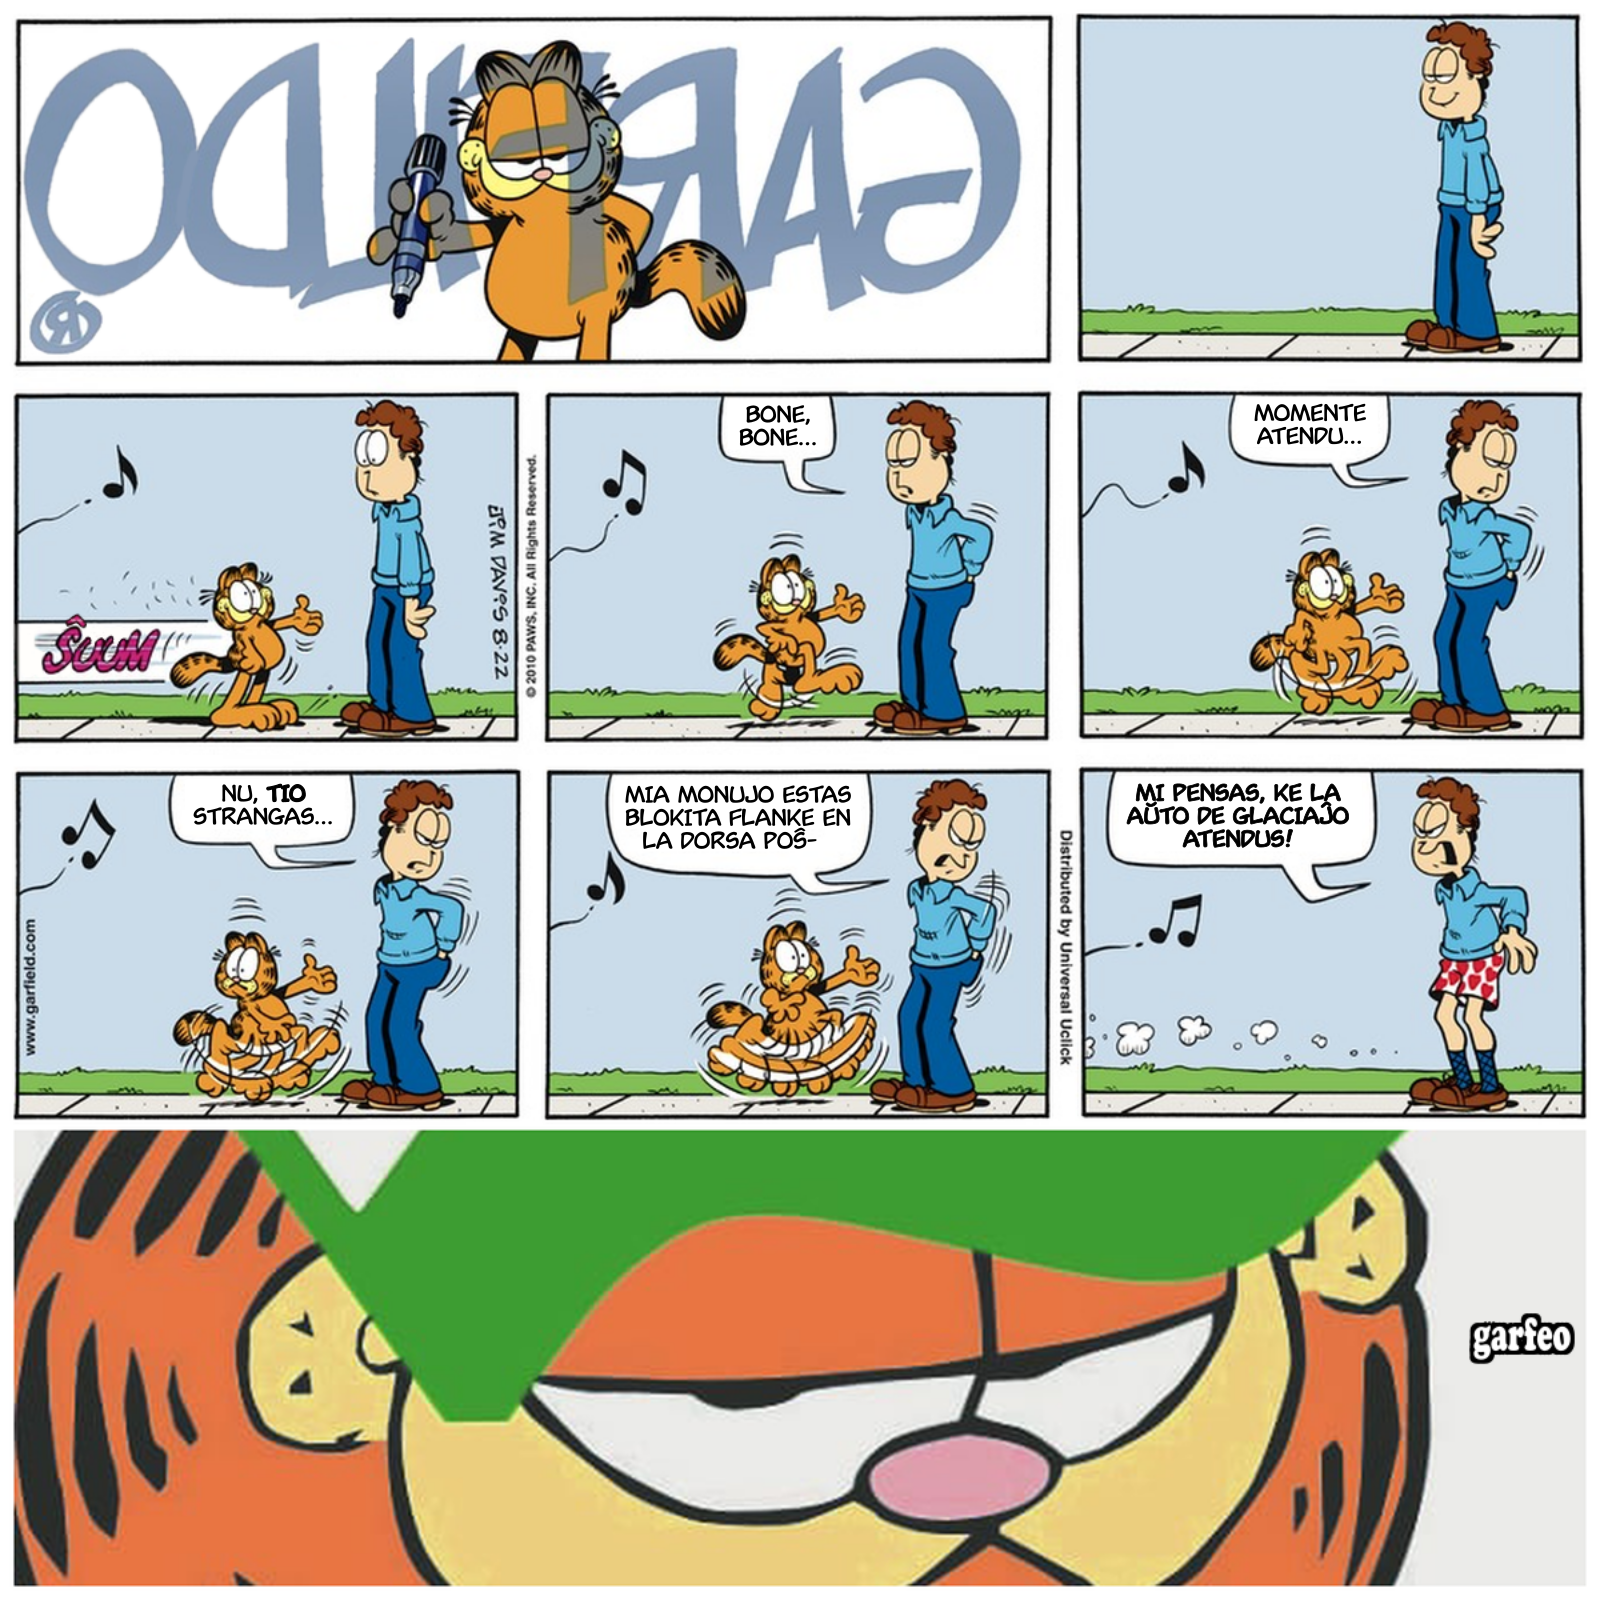 GARFILDO
R
ŜUUM
JIM DAVIS 8·22
© 2010 PAWS, INC. All Rights Reserved.
BONE,
BONE...
MOMENTE
ATENDU...
NU, TIO
STRANGAS...
www.garfield.com
MIA MONUJO ESTAS
BLOKITA FLANKE EN
LA DORSA POŜ-
Distributed by Universal Uclick
MI PENSAS, KE LA
AŬTO DE GLACIAĴO
ATENDUS!
garfeo